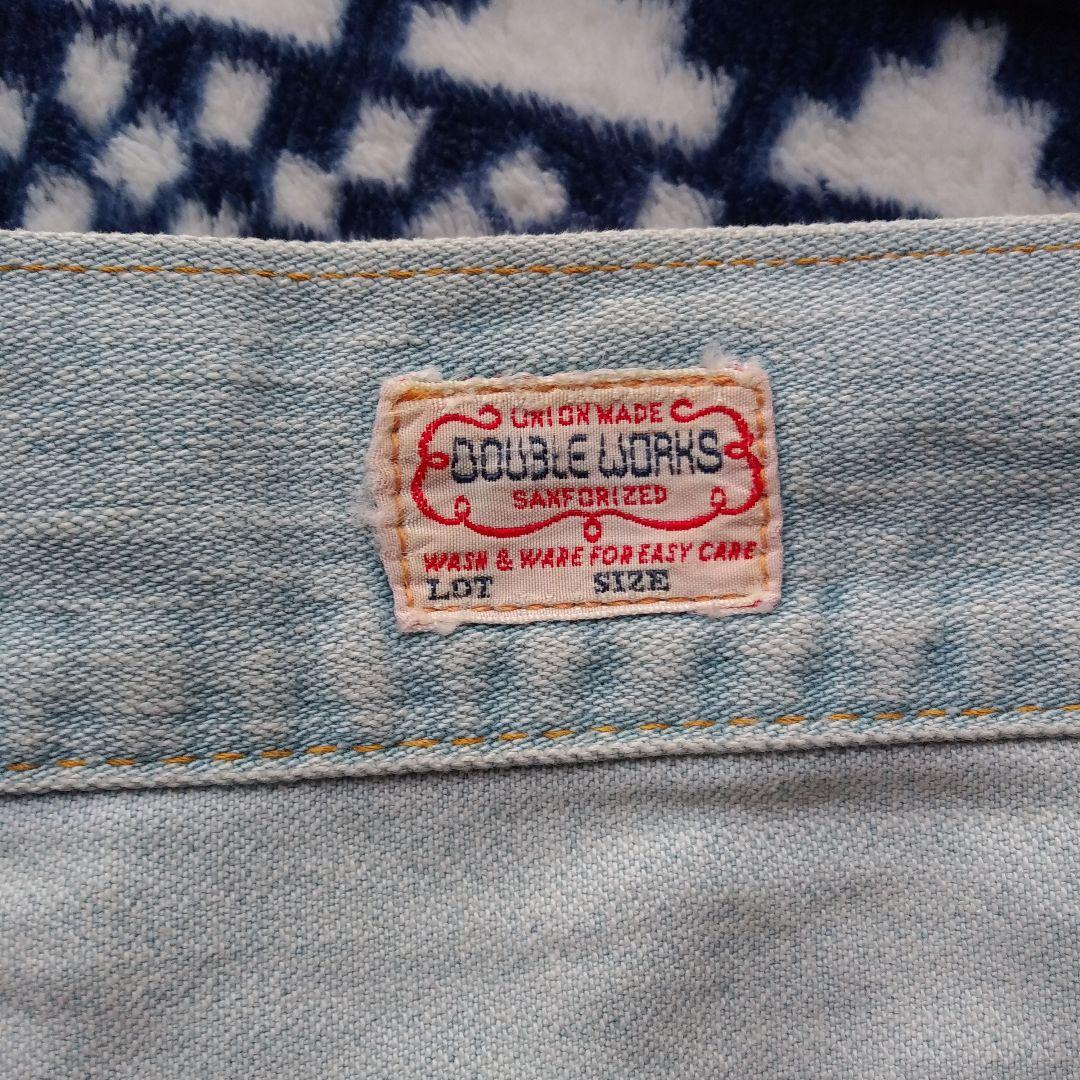 UNION MADE
DOUBLE WORKS
SANFORIZED
WASH & WARE FOR EASY CARE
LOT SIZE